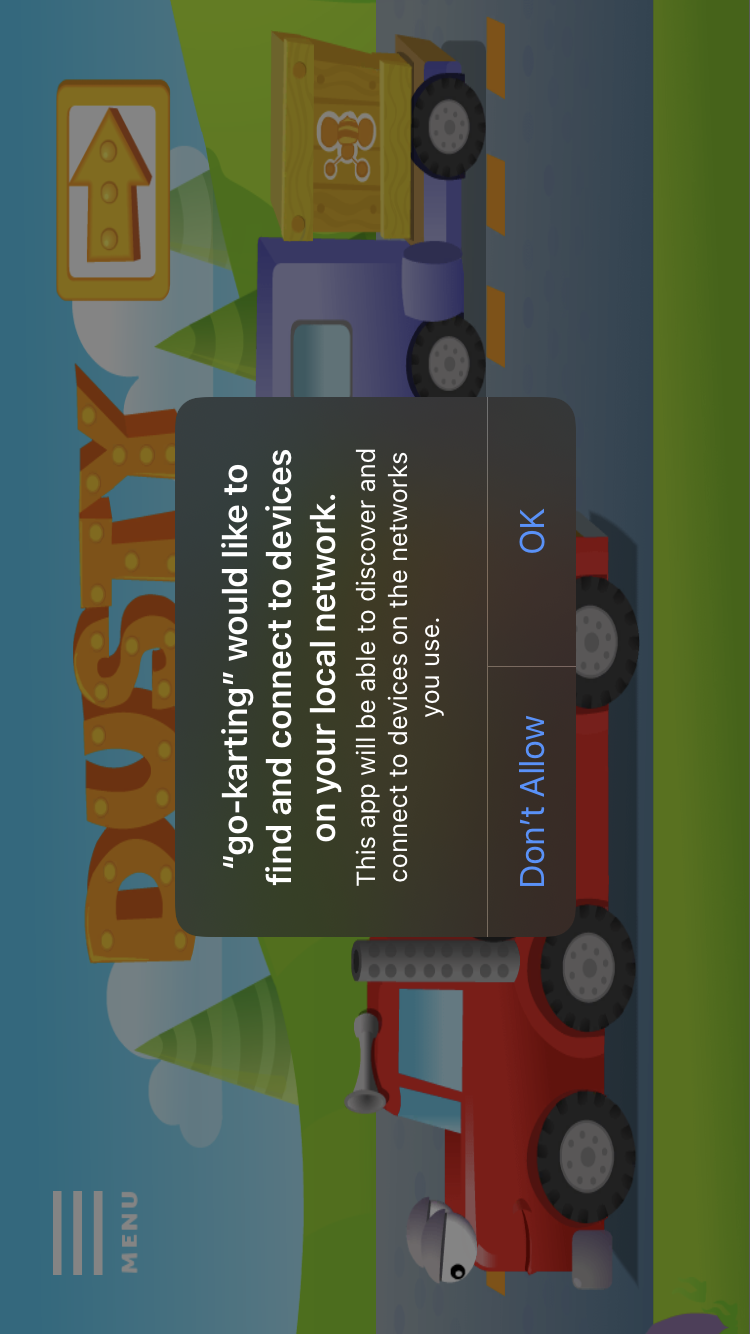 DUSTY
MENU
"go-karting" would like to
find and connect to devices
on your local network.
This app will be able to discover and
connect to devices on the networks
you use.
Don't Allow
OK